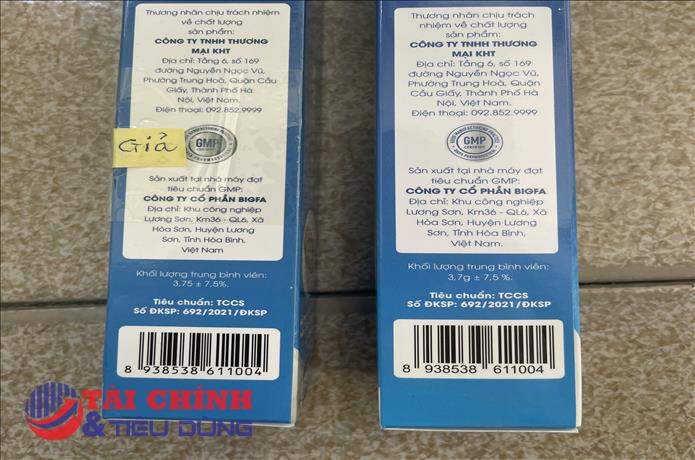 Thương nhân chịu trách nhiệm
về chất lượng
sản phẩm:
CÔNG TY TNHH THƯƠNG
MẠI KHT
Địa chỉ: Tầng 6, số 169
đường Nguyễn Ngọc Vũ,
Phường Trung Hoà, Quận Cầu
Giấy, Thành Phố Hà
Nội, Việt Nam.
Điện thoại: 092.852.9999
Giả
GMP
Sản xuất tại nhà máy đạt
tiêu chuẩn GMP:
CÔNG TY CỔ PHẦN BIGFA
Địa chỉ: Khu công nghiệp
Lương Sơn, Km36 - QL6, Xã
Hòa Sơn, Huyện Lương
Sơn, Tỉnh Hòa Bình,
Việt Nam
Khối lượng trung bình viên:
3,75 ± 7,5%.
Tiêu chuẩn: TCCS
Số ĐKSP: 692/2021/ĐKSP
8 938538 611004
Thương nhân chịu trách
nhiệm về chất lượng
sản phẩm:
CÔNG TY TNHH THƯƠNG
MẠI KHT
Địa chỉ: Tầng 6, số 169
đường Nguyễn Ngọc Vũ,
Phường Trung Hoà, Quận
Cầu Giấy, Thành Phố Hà
Nội, Việt Nam.
Điện thoại: 092.852.9999
GMP
Sản xuất tại nhà máy đạt
tiêu chuẩn GMP:
CÔNG TY CỔ PHẦN BIGFA
Địa chỉ: Khu công nghiệp
Lương Sơn, Km36 - QL6, Xã
Hòa Sơn, Huyện Lương
Sơn, Tỉnh Hòa Bình,
Việt Nam
Khối lượng trung bình viên:
3,7g ± 7,5 %.
Tiêu chuẩn: TCCS
Số ĐKSP: 692/2021/ĐKSP
8 938538 611004
TÀI CHÍNH
& TIÊU DÙNG